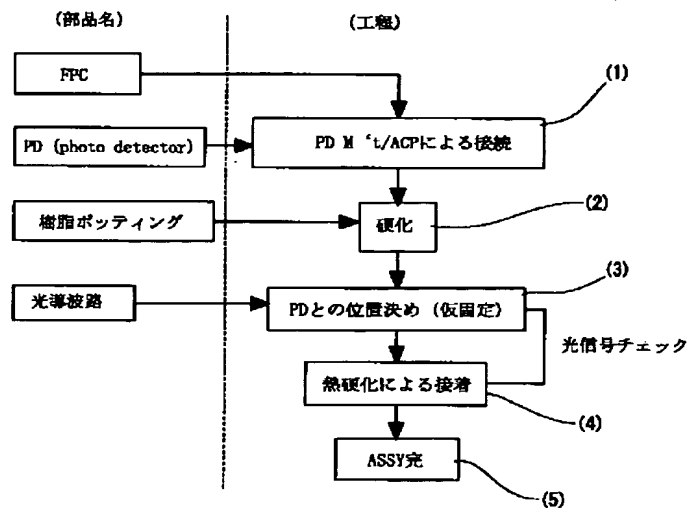 (部品名)
(工程)
FPC
(1)
PD (photo detector)
PD M't/ACPによる接続
樹脂ポッティング
硬化
(2)
光導波路
PDとの位置決め (仮固定)
(3)
光信号チェック
熱硬化による接着
(4)
ASSY完
(5)